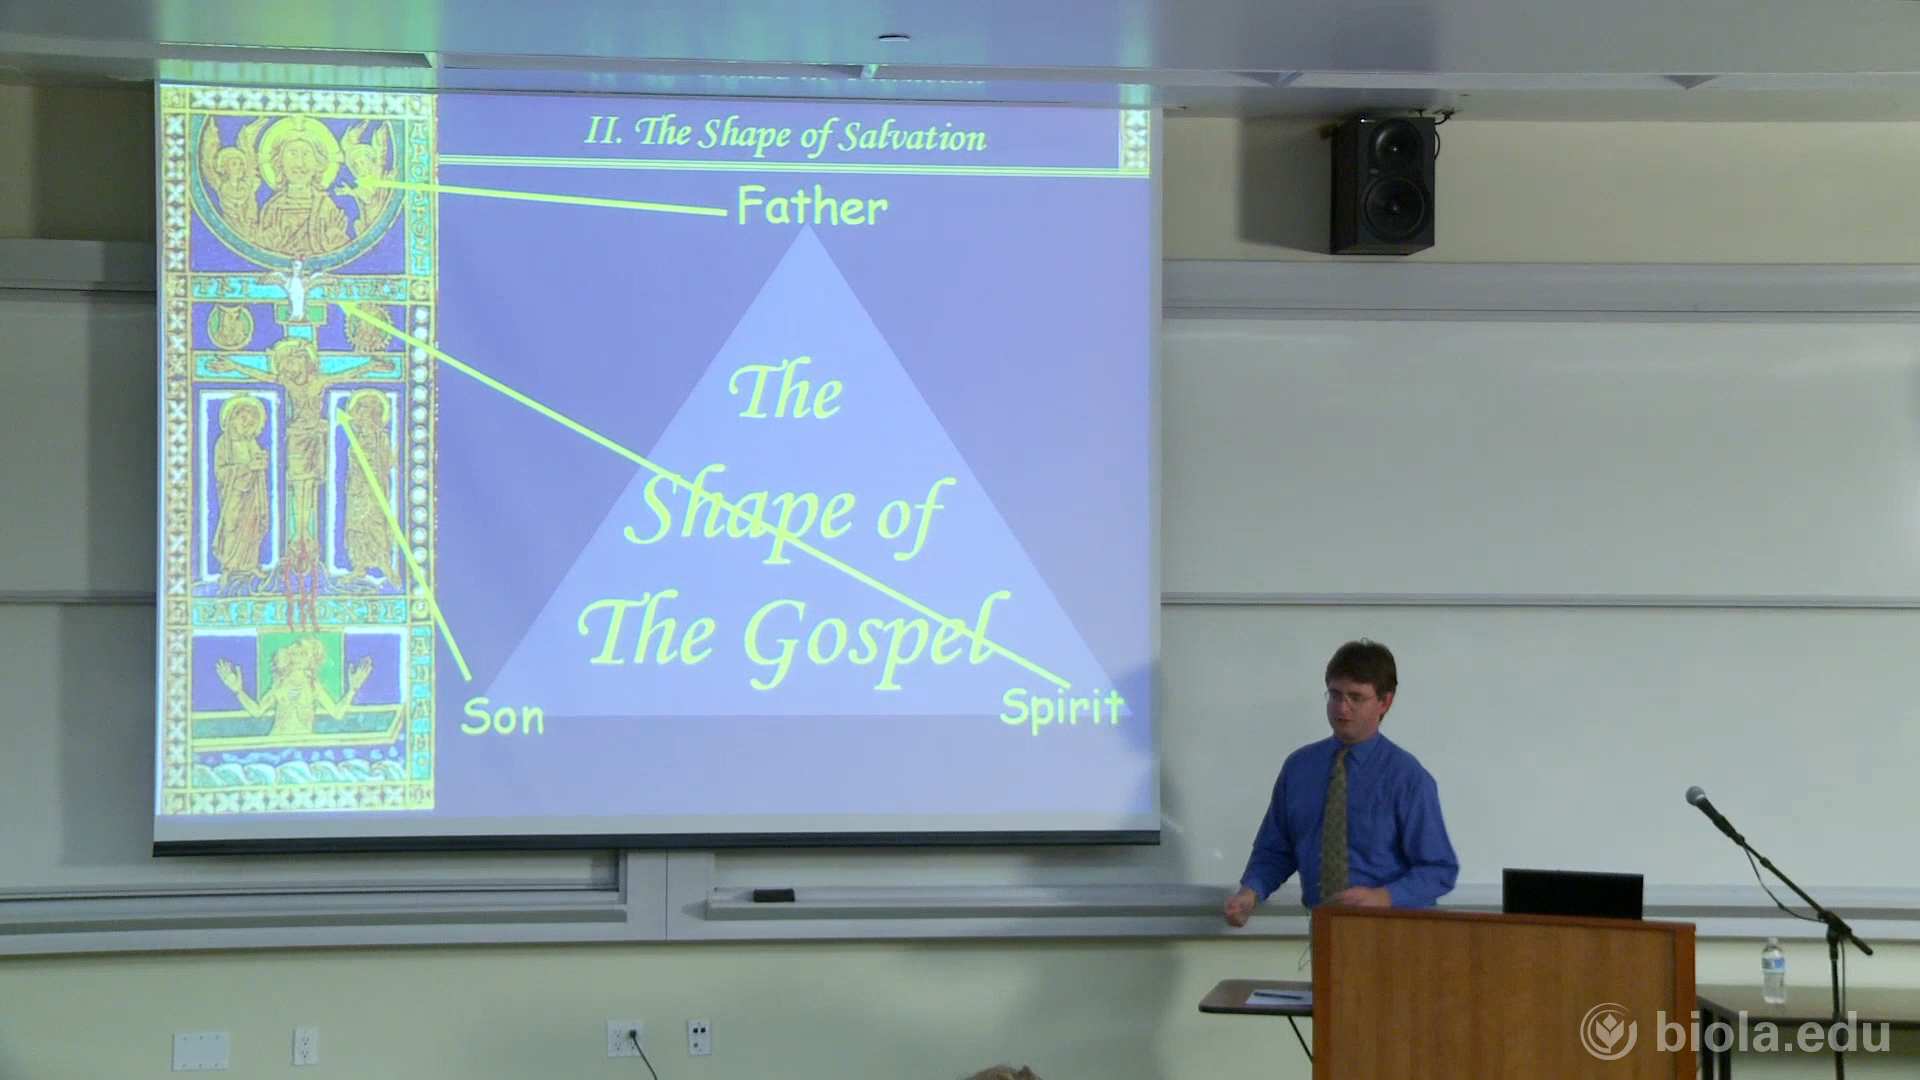 II. The Shape of Salvation
Father
The
Shape of
The Gospel
Son
Spirit
biola.edu